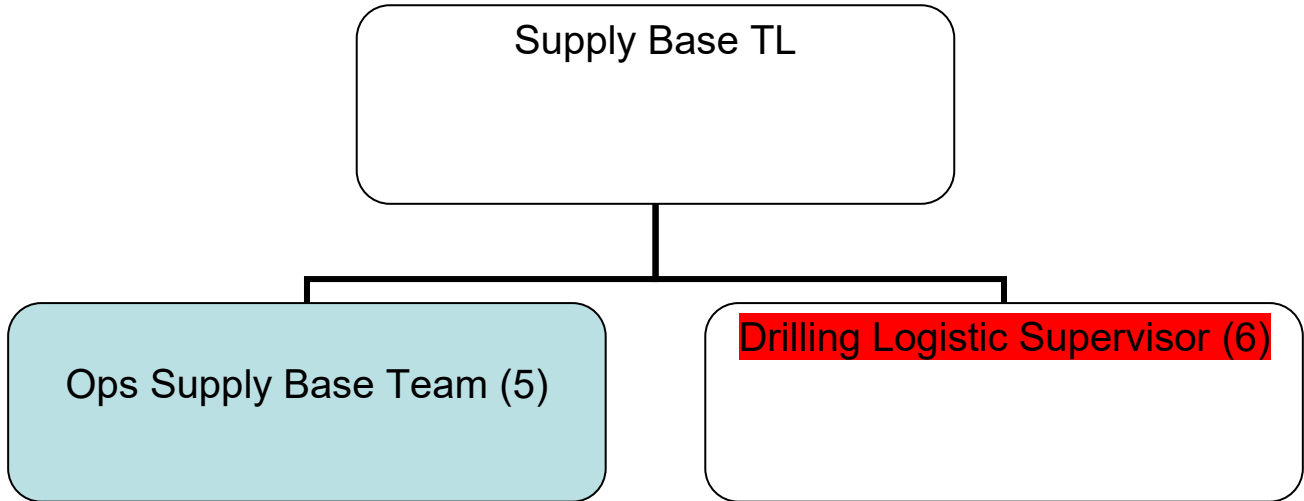 Supply Base TL
Ops Supply Base Team (5)
Drilling Logistic Supervisor (6)